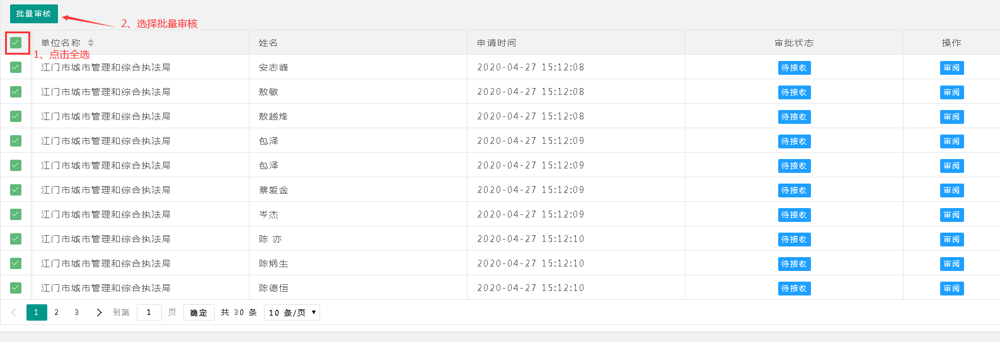 批量审核
2、选择批量审核
单位名称 姓名 申请时间 审批状态 操作
1、点击全选
江门市城市管理和综合执法局 安志峰 2020-04-27 15:12:08 待接收 审阅
江门市城市管理和综合执法局 敖敏 2020-04-27 15:12:08 待接收 审阅
江门市城市管理和综合执法局 敖越烽 2020-04-27 15:12:08 待接收 审阅
江门市城市管理和综合执法局 包泽 2020-04-27 15:12:09 待接收 审阅
江门市城市管理和综合执法局 包泽 2020-04-27 15:12:09 待接收 审阅
江门市城市管理和综合执法局 蔡爱金 2020-04-27 15:12:09 待接收 审阅
江门市城市管理和综合执法局 岑杰 2020-04-27 15:12:09 待接收 审阅
江门市城市管理和综合执法局 陈 亦 2020-04-27 15:12:10 待接收 审阅
江门市城市管理和综合执法局 陈炳生 2020-04-27 15:12:10 待接收 审阅
江门市城市管理和综合执法局 陈德恒 2020-04-27 15:12:10 待接收 审阅
1 2 3 到第 1 页 确定 共 30 条 10 条/页